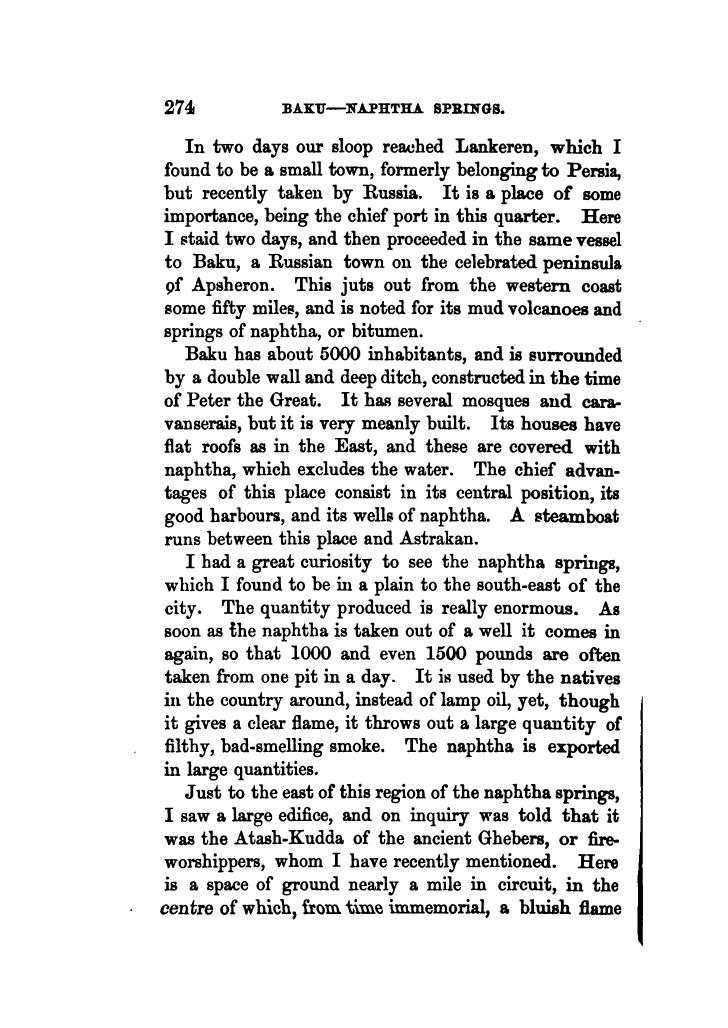 274 BAKU—NAPHTHA SPRINGS.
In two days our sloop reached Lankeren, which I
found to be a small town, formerly belonging to Persia,
but recently taken by Russia. It is a place of some
importance, being the chief port in this quarter. Here
I staid two days, and then proceeded in the same vessel
to Baku, a Russian town on the celebrated peninsula
of Apsheron. This juts out from the western coast
some fifty miles, and is noted for its mud volcanoes and
springs of naphtha, or bitumen.
Baku has about 5000 inhabitants, and is surrounded
by a double wall and deep ditch, constructed in the time
of Peter the Great. It has several mosques and cara-
vanserais, but it is very meanly built. Its houses have
flat roofs as in the East, and these are covered with
naphtha, which excludes the water. The chief advan-
tages of this place consist in its central position, its
good harbours, and its wells of naphtha. A steamboat
runs between this place and Astrakan.
I had a great curiosity to see the naphtha springs,
which I found to be in a plain to the south-east of the
city. The quantity produced is really enormous. As
soon as the naphtha is taken out of a well it comes in
again, so that 1000 and even 1500 pounds are often
taken from one pit in a day. It is used by the natives
in the country around, instead of lamp oil, yet, though
it gives a clear flame, it throws out a large quantity of
filthy, bad-smelling smoke. The naphtha is exported
in large quantities.
Just to the east of this region of the naphtha springs,
I saw a large edifice, and on inquiry was told that it
was the Atash-Kudda of the ancient Ghebers, or fire-
worshippers, whom I have recently mentioned. Here
is a space of ground nearly a mile in circuit, in the
centre of which, from time immemorial, a bluish flame